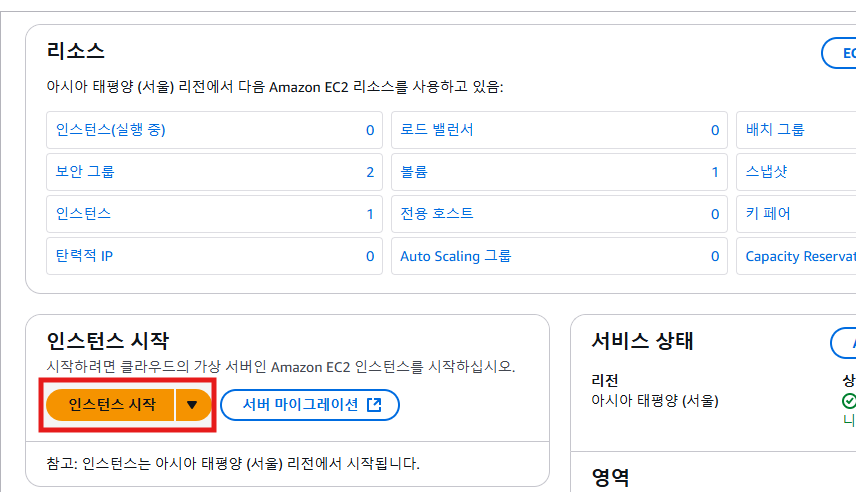 리소스
EC
아시아 태평양 (서울) 리전에서 다음 Amazon EC2 리소스를 사용하고 있음:
인스턴스(실행 중) 0 로드 밸런서 0 배치 그룹
보안 그룹 2 볼륨 1 스냅샷
인스턴스 1 전용 호스트 0 키 페어
탄력적 IP 0 Auto Scaling 그룹 0 Capacity Reservat
인스턴스 시작
시작하려면 클라우드의 가상 서버인 Amazon EC2 인스턴스를 시작하십시오.
인스턴스 시작 서버 마이그레이션
참고: 인스턴스는 아시아 태평양 (서울) 리전에서 시작됩니다.
서비스 상태
리전
아시아 태평양 (서울)
상
니
영역